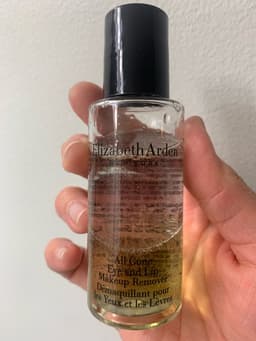 Elizabeth Arden
All Gone
Eye and Lip
Makeup Remover
Démaquillant pour
les Yeux et les Lèvres